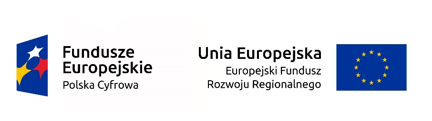 Fundusze
Europejskie
Polska Cyfrowa
Unia Europejska
Europejski Fundusz
Rozwoju Regionalnego